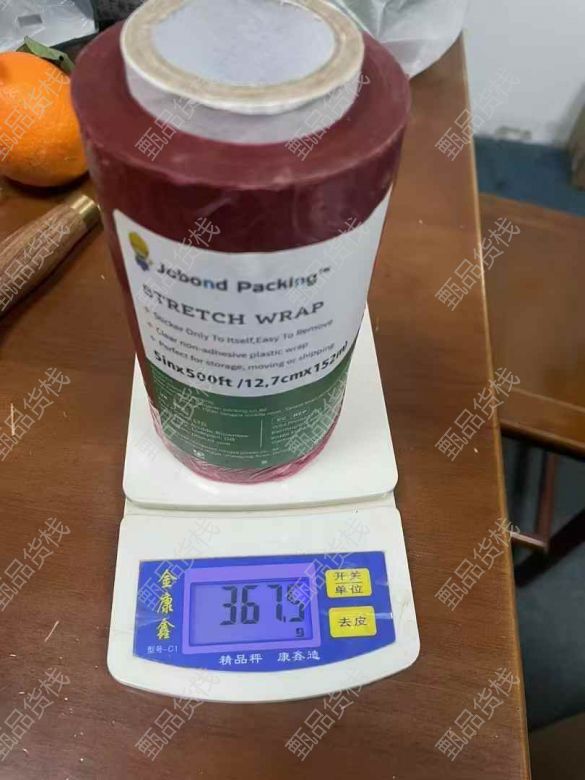 Jobond Packing™
STRETCH WRAP
Sticker Only To Itself,Easy To Remove
Clear non-adhesive plastic wrap
Perfect for storage, moving or shipping
5inx500ft /12,7cmx152m
金康鑫
型号-C1
367.5
g
开关
单位
去皮
精品秤 康鑫造
甄品货栈